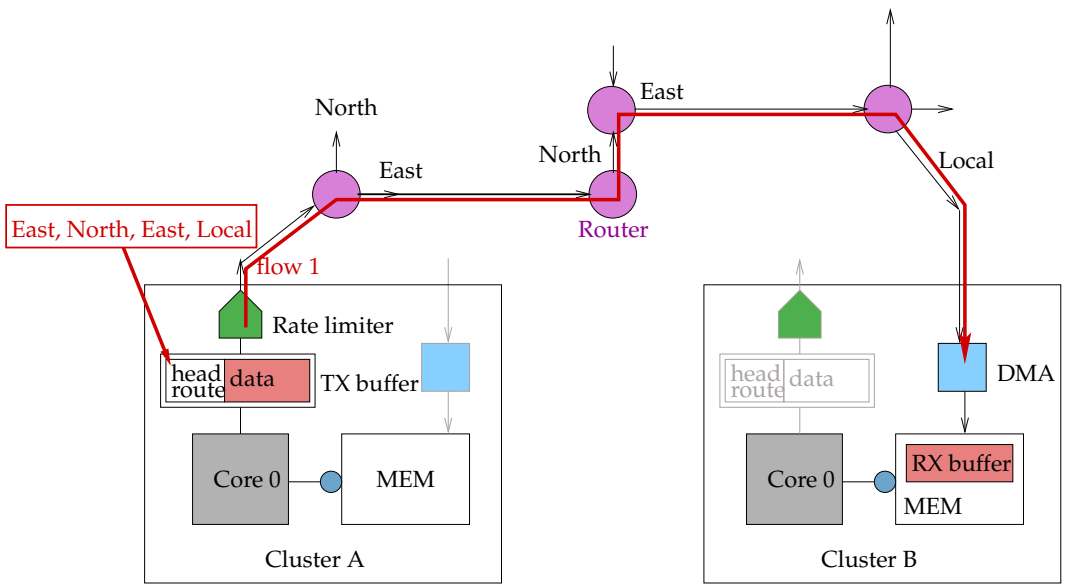 East
North
North
East
Local
East, North, East, Local
Router
flow 1
Rate limiter
head
route
data
TX buffer
head
route
data
DMA
Core 0
MEM
Core 0
RX buffer
MEM
Cluster A
Cluster B